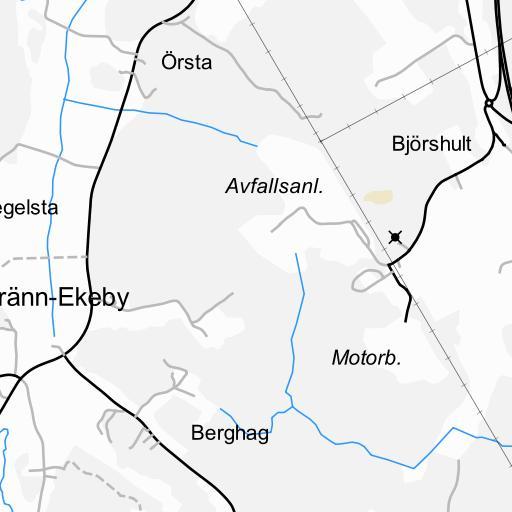 Örsta
Björshult
Avfallsanl.
egelsta
ränn-Ekeby
Motorb.
Berghag